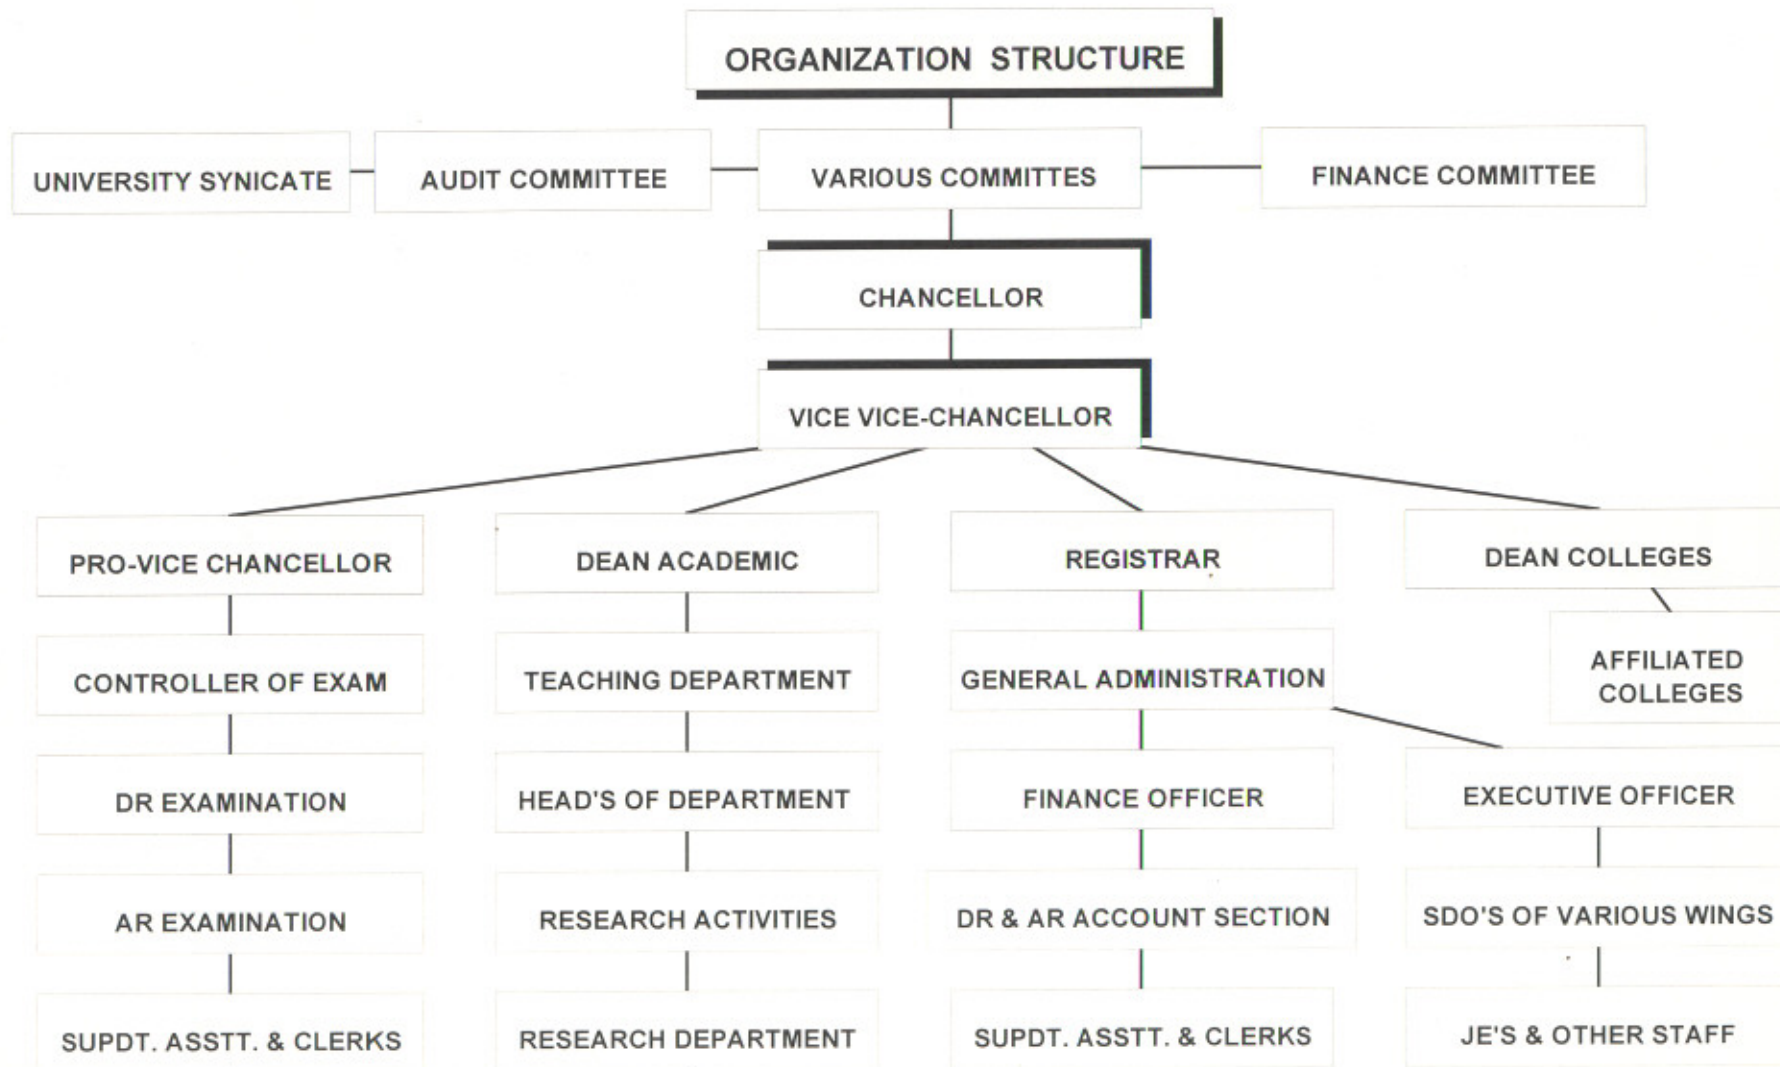 ORGANIZATION STRUCTURE
UNIVERSITY SYNICATE
AUDIT COMMITTEE
VARIOUS COMMITTES
FINANCE COMMITTEE
CHANCELLOR
VICE VICE-CHANCELLOR
PRO-VICE CHANCELLOR
DEAN ACADEMIC
REGISTRAR
DEAN COLLEGES
CONTROLLER OF EXAM
TEACHING DEPARTMENT
GENERAL ADMINISTRATION
AFFILIATED
COLLEGES
DR EXAMINATION
HEAD'S OF DEPARTMENT
FINANCE OFFICER
EXECUTIVE OFFICER
AR EXAMINATION
RESEARCH ACTIVITIES
DR & AR ACCOUNT SECTION
SDO'S OF VARIOUS WINGS
SUPDT. ASSTT. & CLERKS
RESEARCH DEPARTMENT
SUPDT. ASSTT. & CLERKS
JE'S & OTHER STAFF